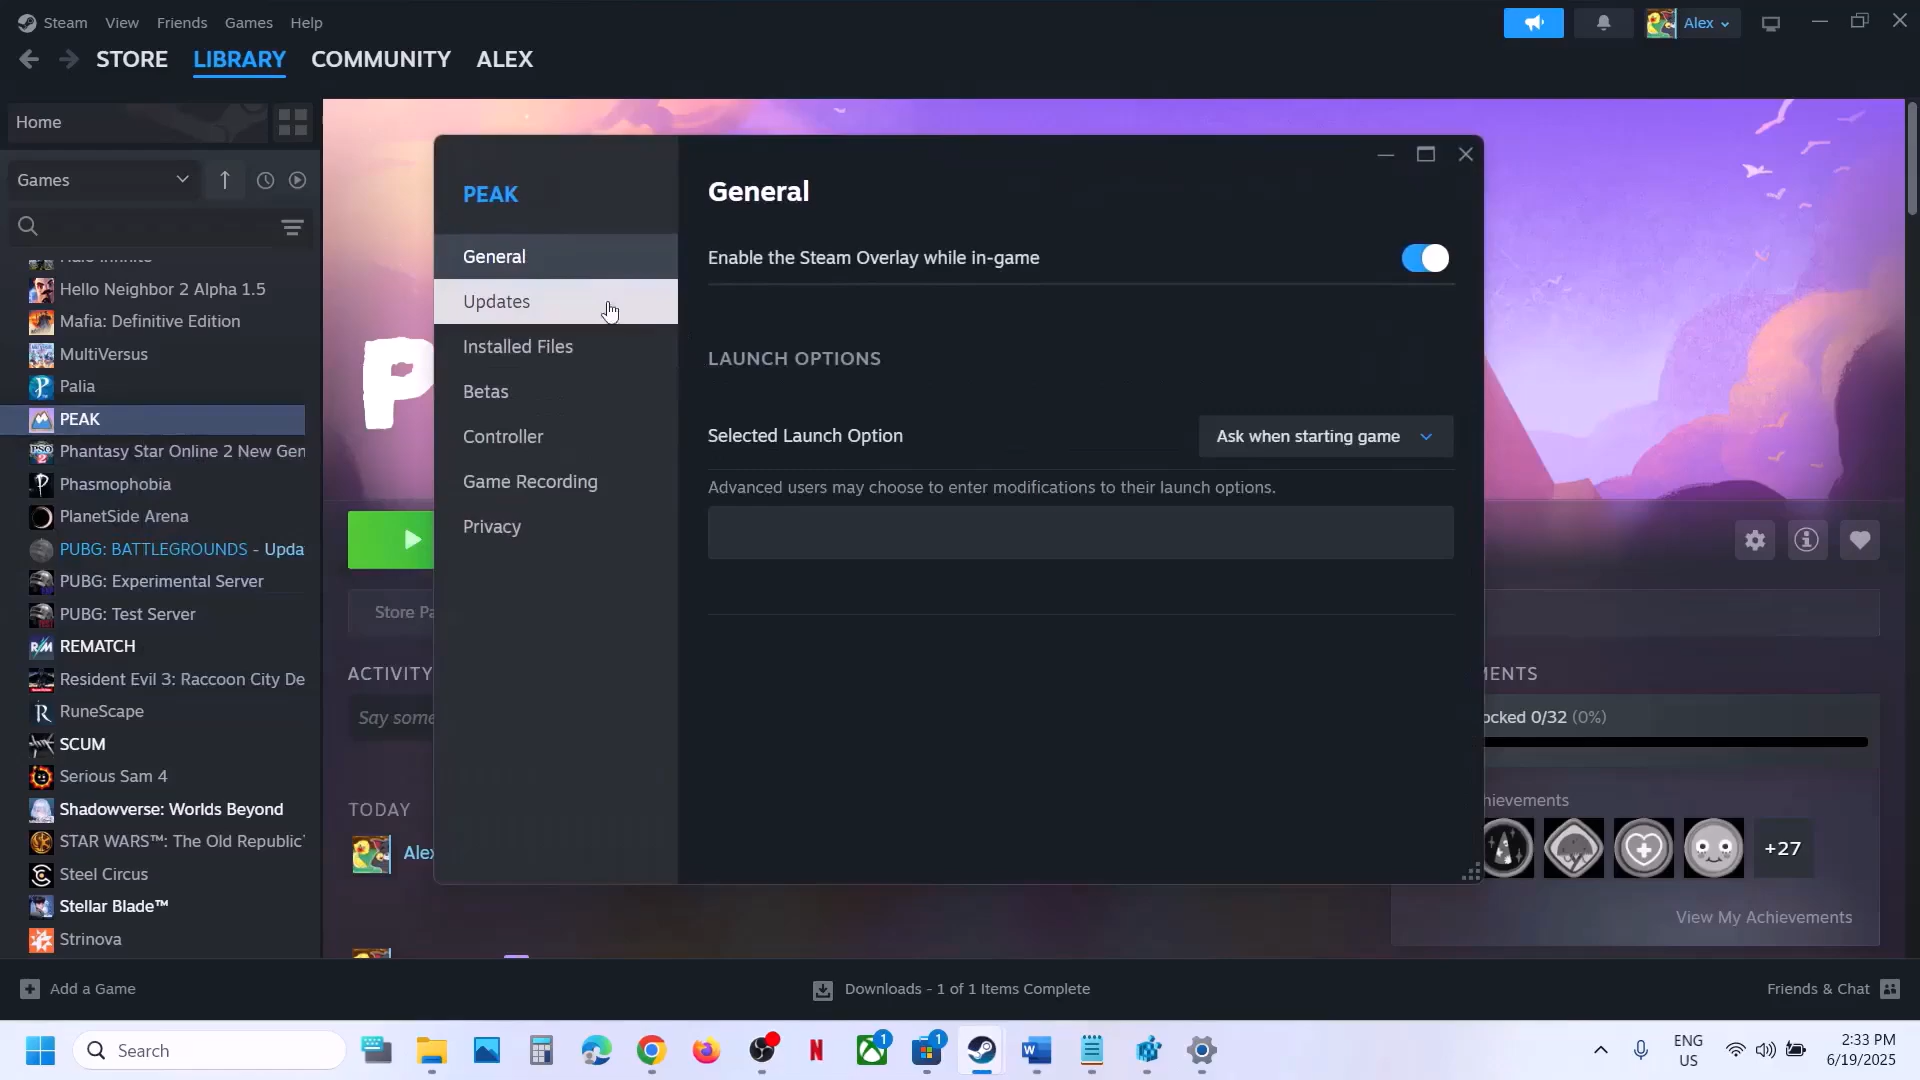 Steam View Friends Games Help
Alex
STORE LIBRARY COMMUNITY ALEX
Home
Games
Hello Neighbor 2 Alpha 1.5
Mafia: Definitive Edition
MultiVersus
Palia
PEAK
Phantasy Star Online 2 New Gen
Phasmophobia
PlanetSide Arena
PUBG: BATTLEGROUNDS - Upda
PUBG: Experimental Server
PUBG: Test Server
REMATCH
Resident Evil 3: Raccoon City De
RuneScape
SCUM
Serious Sam 4
Shadowverse: Worlds Beyond
STAR WARS™: The Old Republic
Steel Circus
Stellar Blade™
Strinova
P
Store Pa
ACTIVITY
Say some
TODAY
Alex
PEAK
General
Updates
Installed Files
Betas
Controller
Game Recording
Privacy
General
Enable the Steam Overlay while in-game
LAUNCH OPTIONS
Selected Launch Option
Ask when starting game
Advanced users may choose to enter modifications to their launch options.
MENTS
ocked 0/32 (0%)
hievements
+27
View My Achievements
Add a Game
Downloads - 1 of 1 Items Complete
Friends & Chat
Search
1
1
ENG
US
2:33 PM
6/19/2025